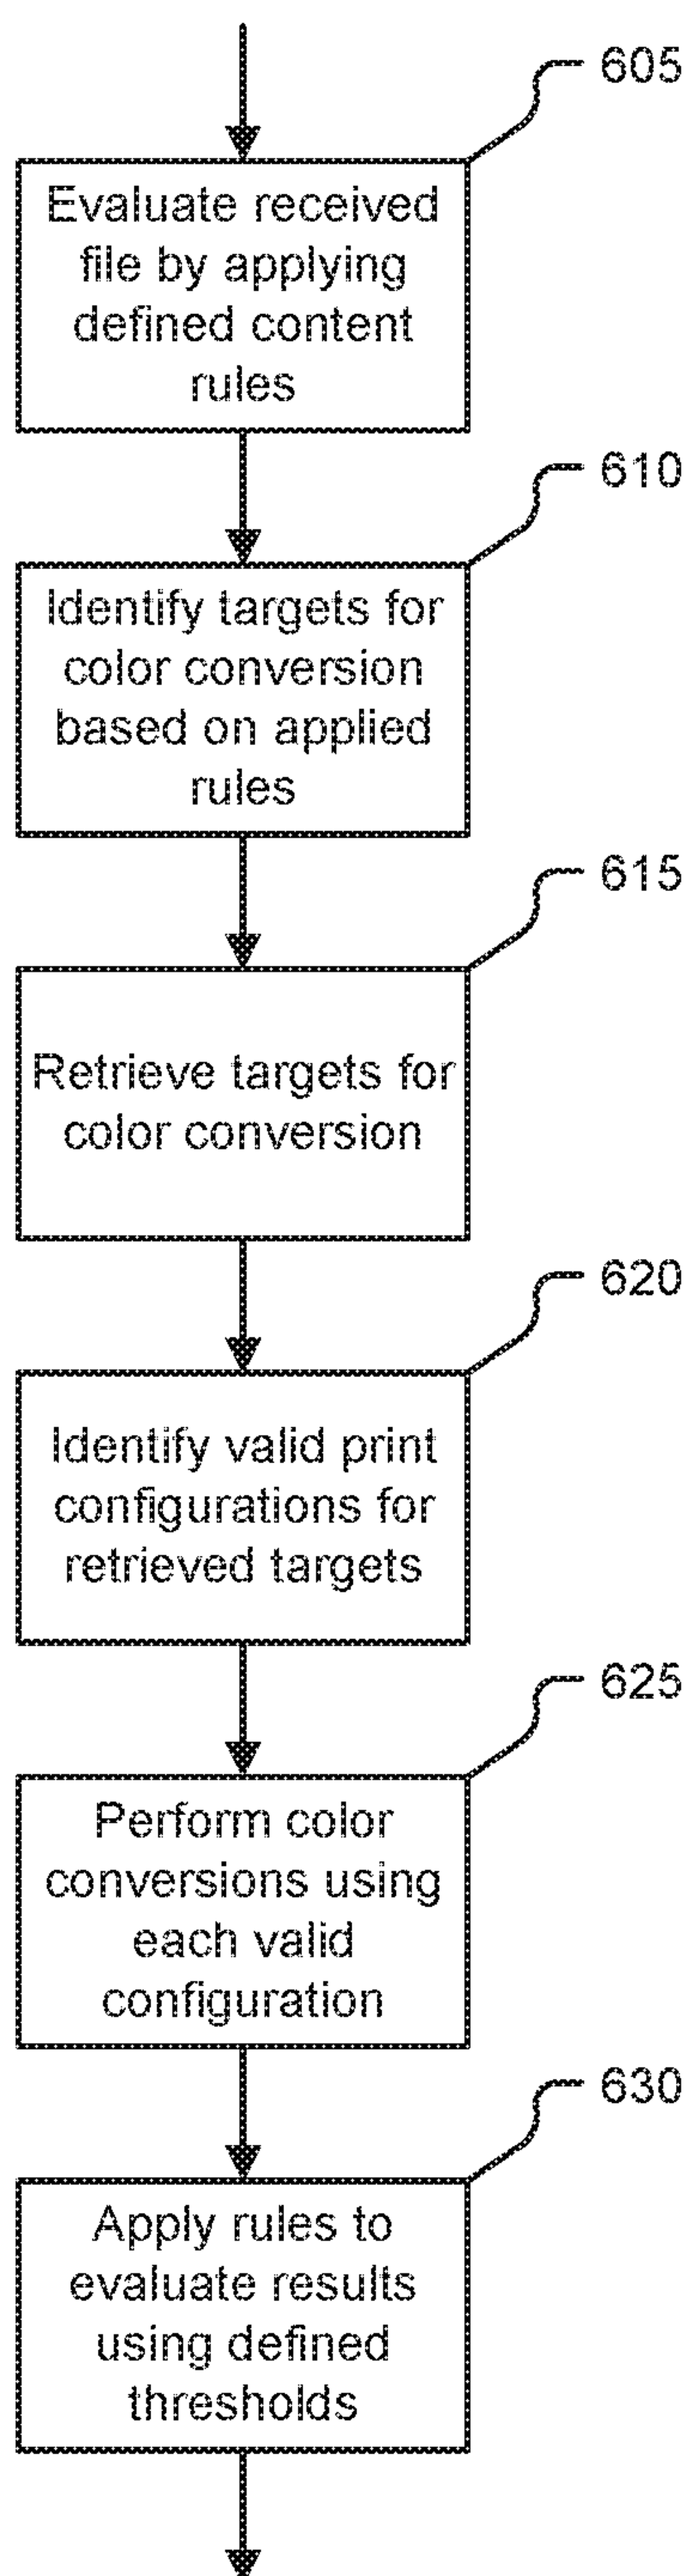 605
Evaluate received
file by applying
defined content
rules
610
Identify targets for
color conversion
based on applied
rules
615
Retrieve targets for
color conversion
620
Identify valid print
configurations for
retrieved targets
625
Perform color
conversions using
each valid
configuration
630
Apply rules to
evaluate results
using defined
thresholds